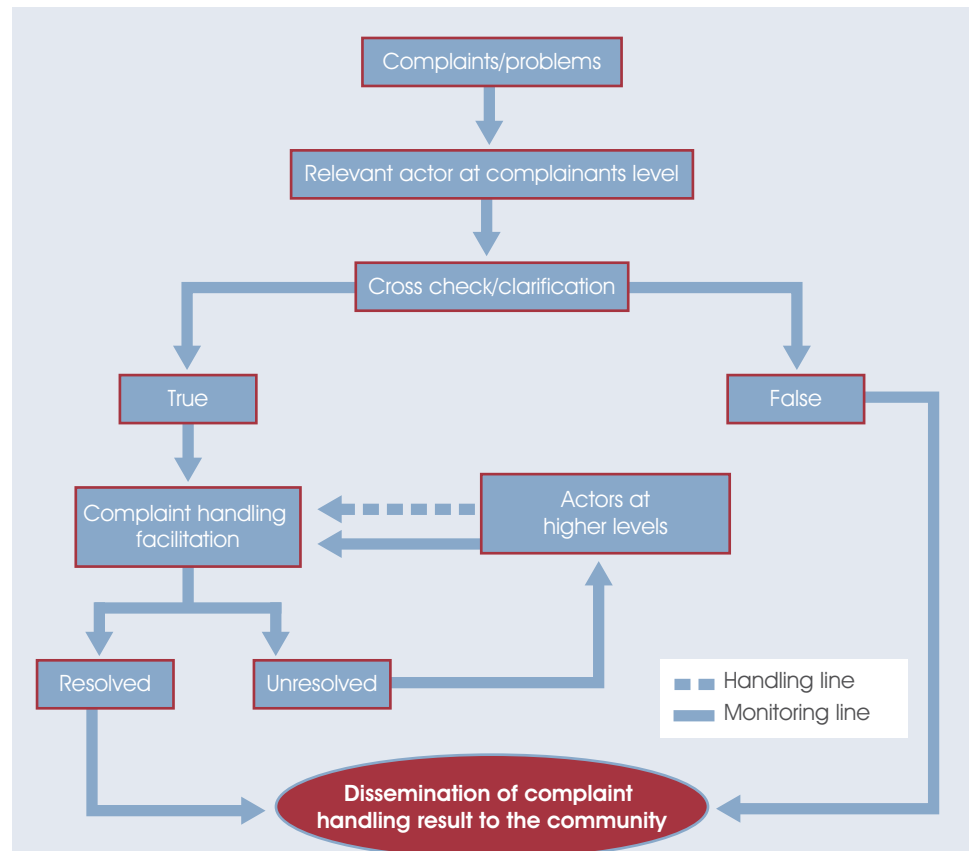 Complaints/problems
Relevant actor at complainants level
Cross check/clarification
True
False
Complaint handling
facilitation
Actors at
higher levels
Resolved
Unresolved
Handling line
Monitoring line
Dissemination of complaint
handling result to the community